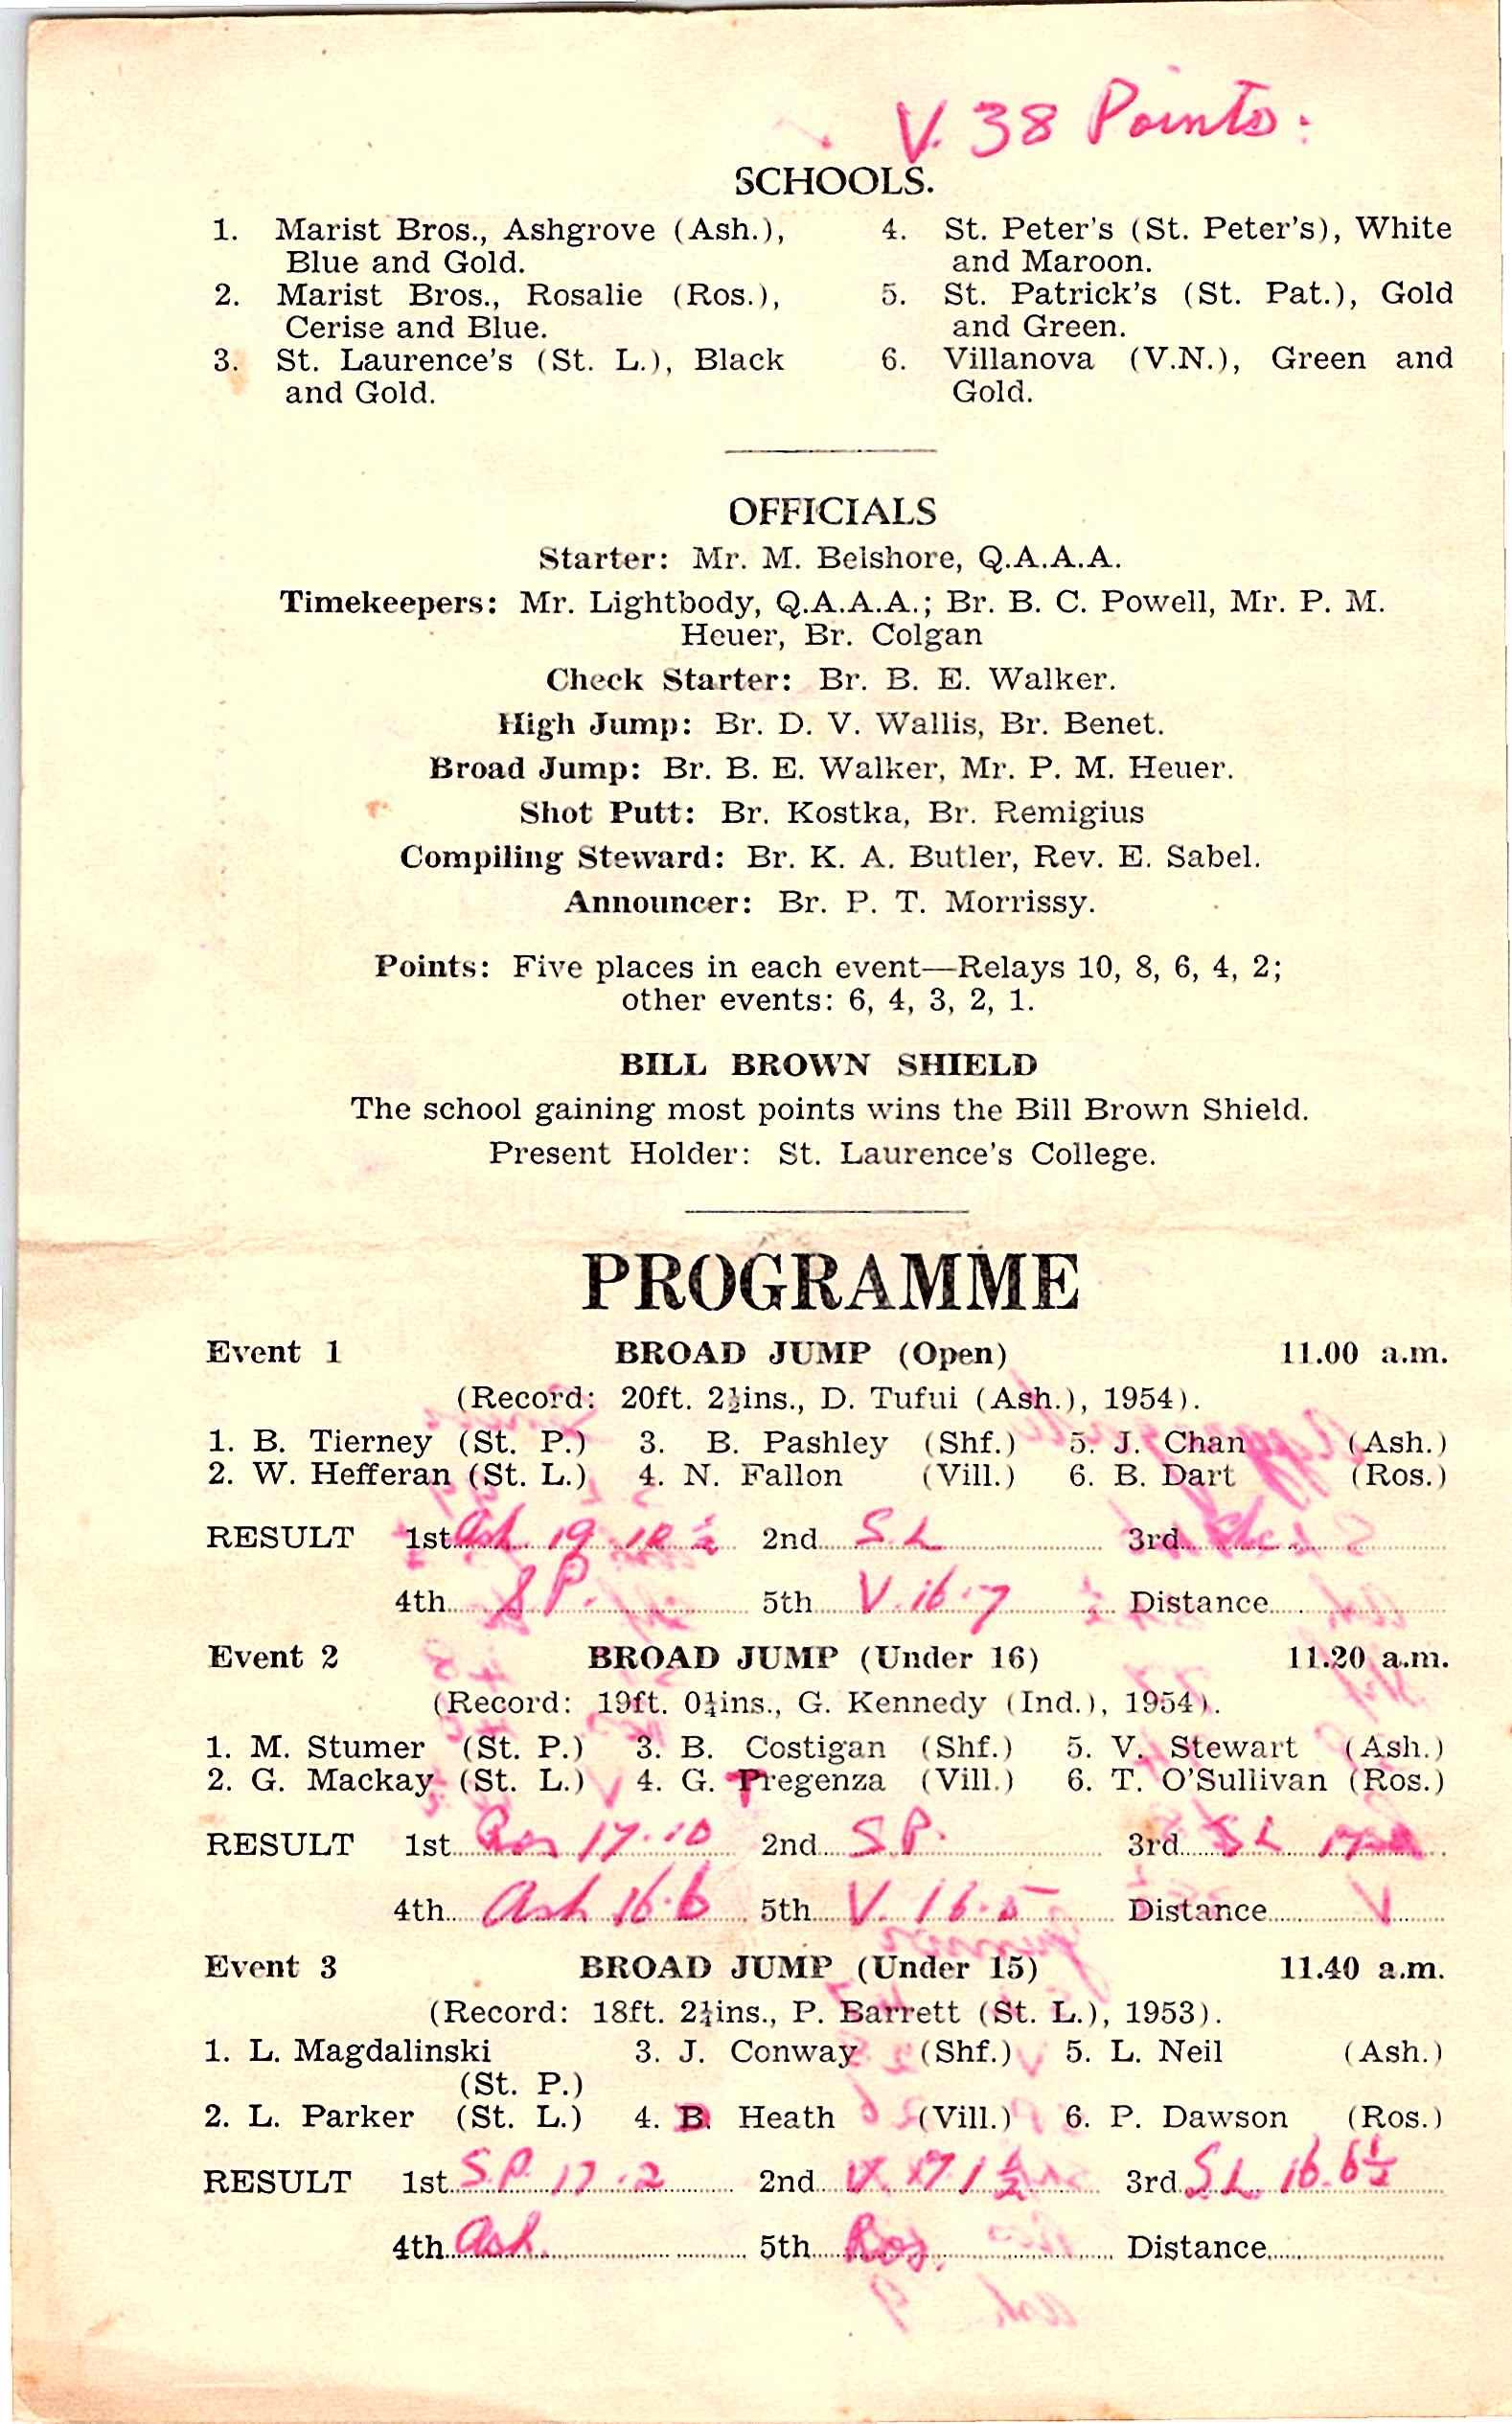 V. 38 Points:
SCHOOLS.
1. Marist Bros., Ashgrove (Ash.),
Blue and Gold.
2. Marist Bros., Rosalie (Ros.),
Cerise and Blue.
3. St. Laurence's (St. L.), Black
and Gold.
4. St. Peter's (St. Peter's), White
and Maroon.
5. St. Patrick's (St. Pat.), Gold
and Green.
6. Villanova (V.N.), Green and
Gold.
OFFICIALS
Starter: Mr. M. Belshore, Q.A.A.A.
Timekeepers: Mr. Lightbody, Q.A.A.A.; Br. B. C. Powell, Mr. P. M.
Heuer, Br. Colgan
Check Starter: Br. B. E. Walker.
High Jump: Br. D. V. Wallis, Br. Benet.
Broad Jump: Br. B. E. Walker, Mr. P. M. Heuer.
Shot Putt: Br. Kostka, Br. Remigius
Compiling Steward: Br. K. A. Butler, Rev. E. Sabel.
Announcer: Br. P. T. Morrissy.
Points: Five places in each event—Relays 10, 8, 6, 4, 2;
other events: 6, 4, 3, 2, 1.
BILL BROWN SHIELD
The school gaining most points wins the Bill Brown Shield.
Present Holder: St. Laurence's College.
PROGRAMME
Event 1 BROAD JUMP (Open) 11.00 a.m.
(Record: 20ft. 2½ins., D. Tufui (Ash.), 1954).
1. B. Tierney (St. P.) 3. B. Pashley (Shf.) 5. J. Chan (Ash.)
2. W. Hefferan (St. L.) 4. N. Fallon (Vill.) 6. B. Dart (Ros.)
RESULT 1st Ash 19 10½ 2nd S.L 3rd
4th S P. 5th V. 16.7 Distance
Event 2 BROAD JUMP (Under 16) 11.20 a.m.
(Record: 19ft. 0¼ins., G. Kennedy (Ind.), 1954).
1. M. Stumer (St. P.) 3. B. Costigan (Shf.) 5. V. Stewart (Ash.)
2. G. Mackay (St. L.) 4. G. Pregenza (Vill.) 6. T. O'Sullivan (Ros.)
RESULT 1st Ros 17.10 2nd S P. 3rd S L
4th Ash 16.6 5th V. 16.5 Distance
Event 3 BROAD JUMP (Under 15) 11.40 a.m.
(Record: 18ft. 2¼ins., P. Barrett (St. L.), 1953).
1. L. Magdalinski 3. J. Conway (Shf.) 5. L. Neil (Ash.)
(St. P.)
2. L. Parker (St. L.) 4. B. Heath (Vill.) 6. P. Dawson (Ros.)
RESULT 1st S.P. 17.2 2nd V. 17 1½ 3rd S.L. 16.6½
4th Ash 5th Ros. Distance